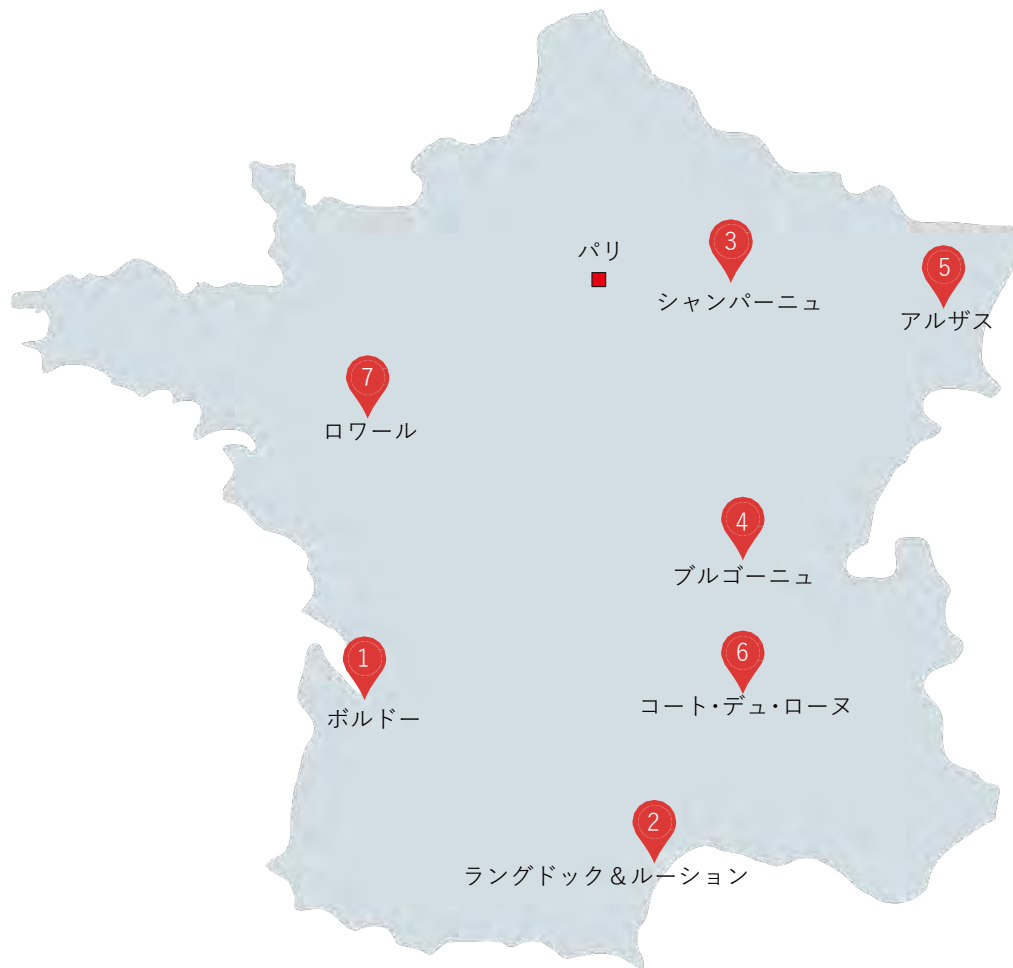 パリ
3
シャンパーニュ
5
アルザス
7
ロワール
4
ブルゴーニュ
1
ボルドー
6
コート・デュ・ローヌ
2
ラングドック＆ルーション